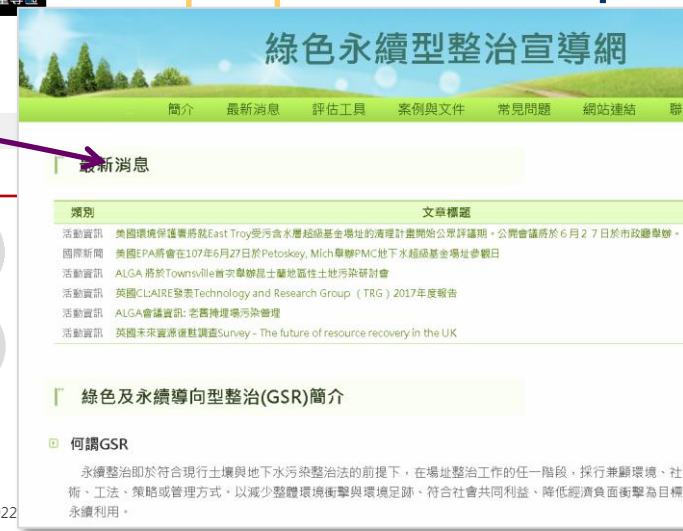 綠色永續型整治宣導網
簡介 最新消息 評估工具 案例與文件 常見問題 網站連結 聯
最新消息
類別 文章標題
活動資訊 美國環境保護署將就East Troy受污含水層超級基金場址的清理計畫開始公眾評議期。公開會議將於6月27日於市政廳舉辦。
國際新聞 美國EPA將會在107年6月27日於Petoskey, Mich舉辦PMC地下水超級基金場址參觀日
活動資訊 ALGA 將於Townsville首次舉辦昆士蘭地區性土地污染研討會
活動資訊 英國CL:AIRE發表Technology and Research Group （TRG）2017年度報告
活動資訊 ALGA會議資訊: 老舊掩埋場污染管理
活動資訊 英國未來資源復甦調查Survey - The future of resource recovery in the UK
綠色及永續導向型整治(GSR)簡介
何謂GSR
永續整治即於符合現行土壤與地下水污染整治法的前提下，在場址整治工作的任一階段，採行兼顧環境、社
術、工法、策略或管理方式。以減少整體環境衝擊與環境足跡、符合社會共同利益、降低經濟負面衝擊為目標
永續利用。
022